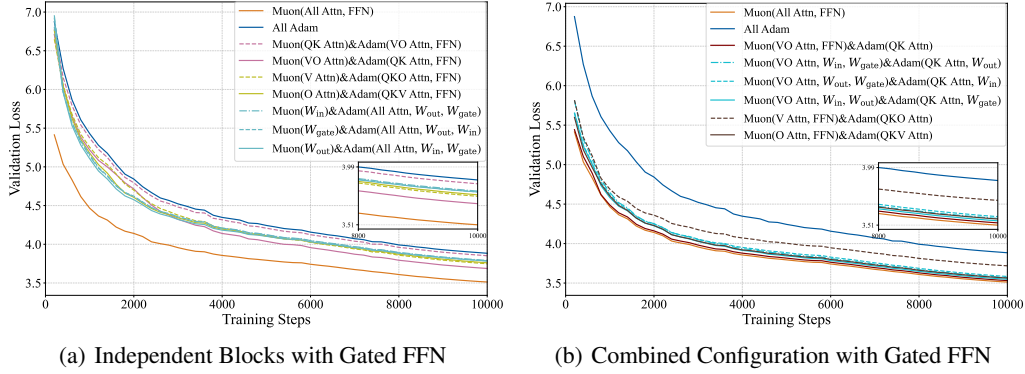 7.0
6.5
6.0
5.5
5.0
4.5
4.0
3.5
Validation Loss
0
2000
4000
6000
8000
10000
Training Steps
Muon(All Attn, FFN)
All Adam
Muon(QK Attn)&Adam(VO Attn, FFN)
Muon(VO Attn)&Adam(QK Attn, FFN)
Muon(V Attn)&Adam(QKO Attn, FFN)
Muon(O Attn)&Adam(QKV Attn, FFN)
Muon(W_in)&Adam(All Attn, W_out, W_gate)
Muon(W_gate)&Adam(All Attn, W_out, W_in)
Muon(W_out)&Adam(All Attn, W_in, W_gate)
3.99
3.51
8000
10000
(a) Independent Blocks with Gated FFN
7.0
6.5
6.0
5.5
5.0
4.5
4.0
3.5
Validation Loss
0
2000
4000
6000
8000
10000
Training Steps
Muon(All Attn, FFN)
All Adam
Muon(VO Attn, FFN)&Adam(QK Attn)
Muon(VO Attn, W_in, W_gate)&Adam(QK Attn, W_out)
Muon(VO Attn, W_out, W_gate)&Adam(QK Attn, W_in)
Muon(VO Attn, W_in, W_out)&Adam(QK Attn, W_gate)
Muon(V Attn, FFN)&Adam(QKO Attn)
Muon(O Attn, FFN)&Adam(QKV Attn)
3.99
3.51
8000
10000
(b) Combined Configuration with Gated FFN